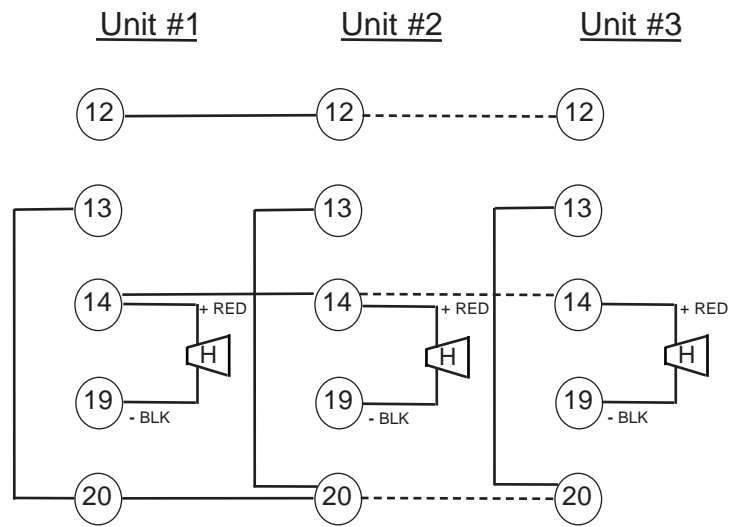 Unit #1 Unit #2 Unit #3
12 12 12
13 13 13
14 14 14
+ RED + RED + RED
H H H
19 19 19
- BLK - BLK - BLK
20 20 20